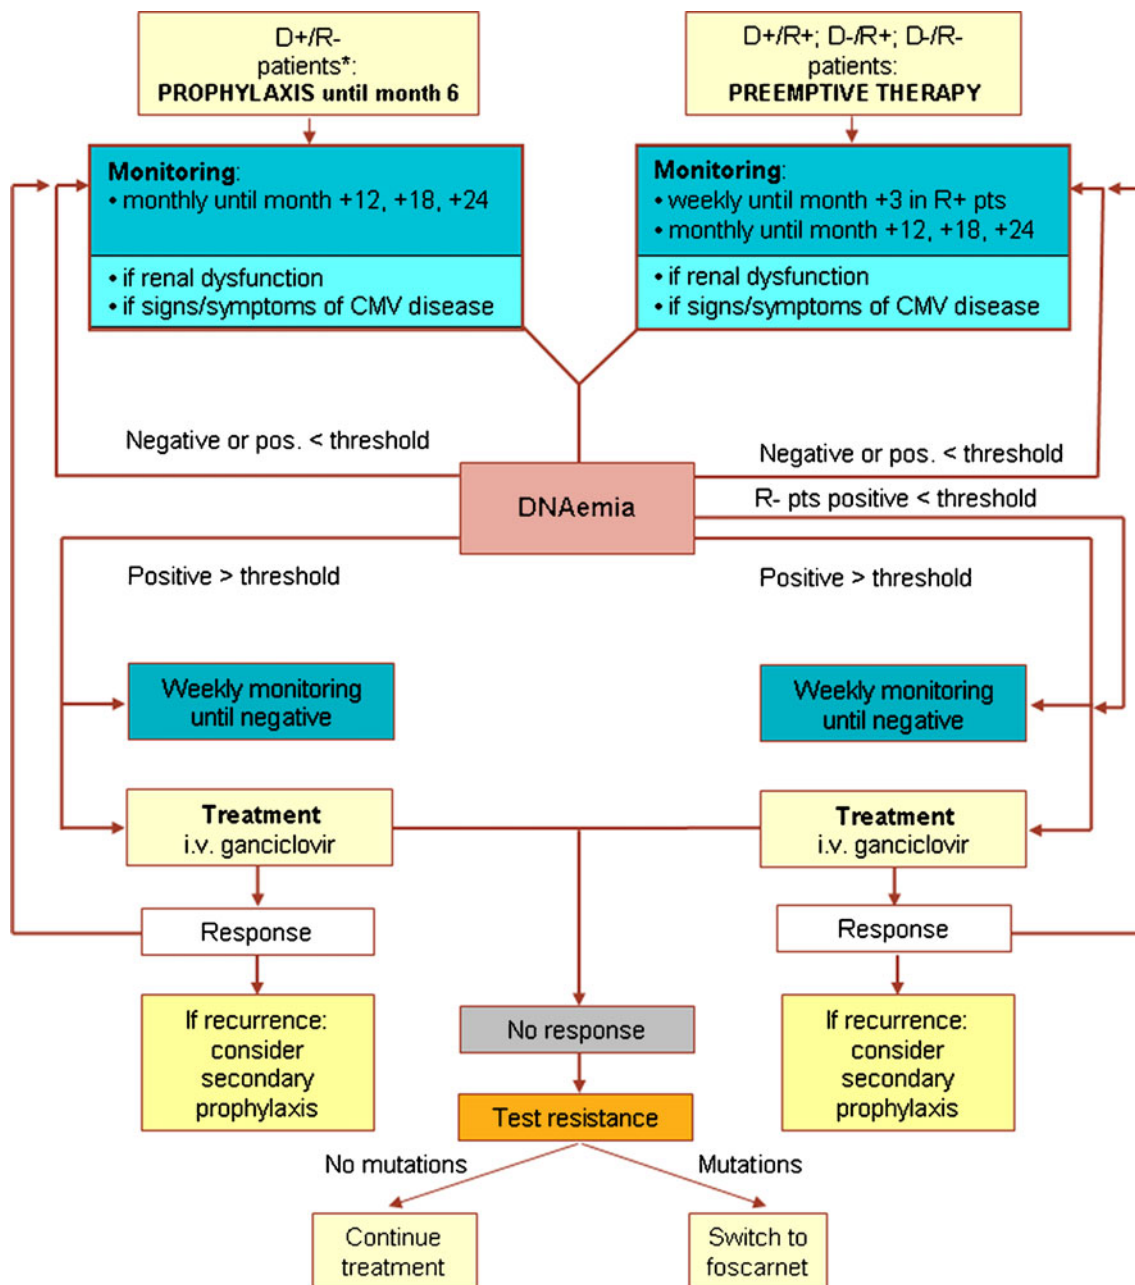 D+/R-
patients*:
PROPHYLAXIS until month 6
D+/R+; D-/R+; D-/R-
patients:
PREEMPTIVE THERAPY
Monitoring:
• monthly until month +12, +18, +24
• if renal dysfunction
• if signs/symptoms of CMV disease
Monitoring:
• weekly until month +3 in R+ pts
• monthly until month +12, +18, +24
• if renal dysfunction
• if signs/symptoms of CMV disease
Negative or pos. < threshold
Negative or pos. < threshold
DNAemia
R- pts positive < threshold
Positive > threshold
Positive > threshold
Weekly monitoring
until negative
Weekly monitoring
until negative
Treatment
i.v. ganciclovir
Treatment
i.v. ganciclovir
Response
Response
If recurrence:
consider
secondary
prophylaxis
No response
If recurrence:
consider
secondary
prophylaxis
Test resistance
No mutations
Mutations
Continue
treatment
Switch to
foscarnet